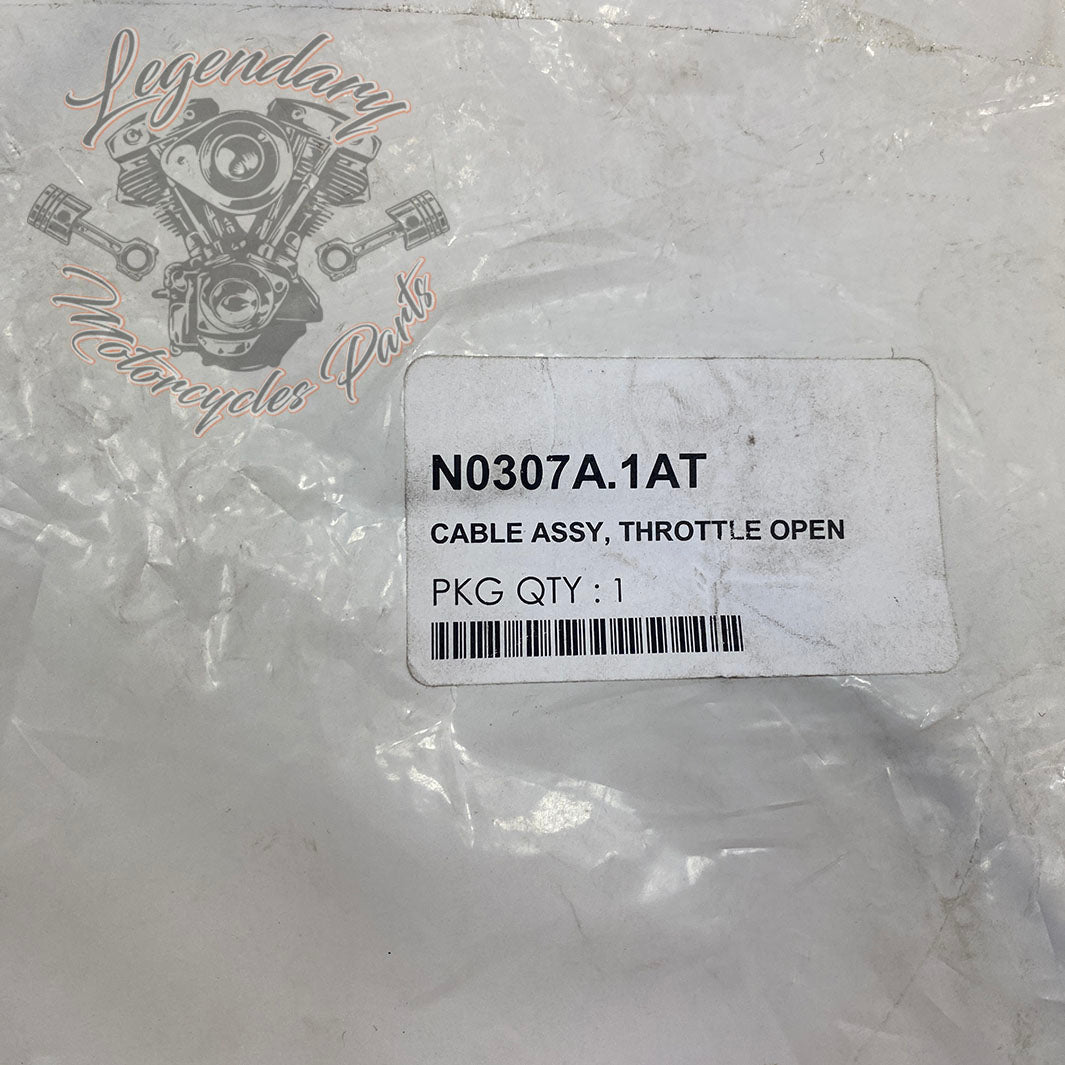 Legendary
Motorcycles Parts
N0307A.1AT
CABLE ASSY, THROTTLE OPEN
PKG QTY : 1